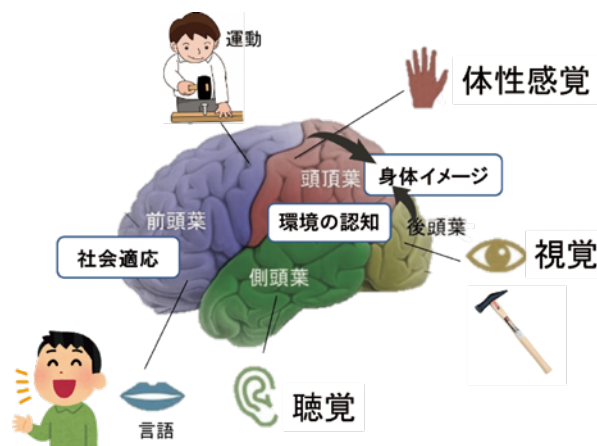 運動
体性感覚
頭頂葉
身体イメージ
前頭葉
環境の認知
後頭葉
社会適応
視覚
側頭葉
聴覚
言語